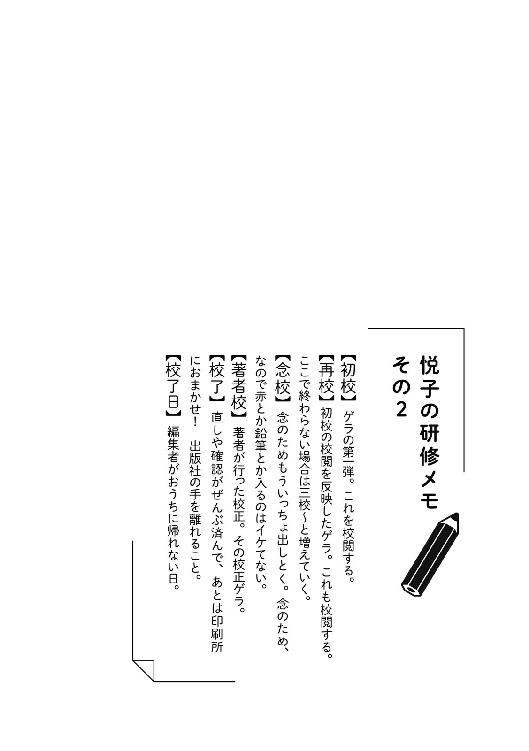 悦子の研修メモ
その2
【初校】ゲラの第一弾。これを校閲する。
【再校】初校の校閲を反映したゲラ。これも校閲する。
ここで終わらない場合は三校～と増えていく。
【念校】念のためもういっちょ出しとく。念のため、
なので赤とか鉛筆とか入るのはイケてない。
【著者校】著者が行った校正。その校正ゲラ。
【校了】直しや確認がぜんぶ済んで、あとは印刷所
におまかせ！　出版社の手を離れること。
【校了日】編集者がおうちに帰れない日。